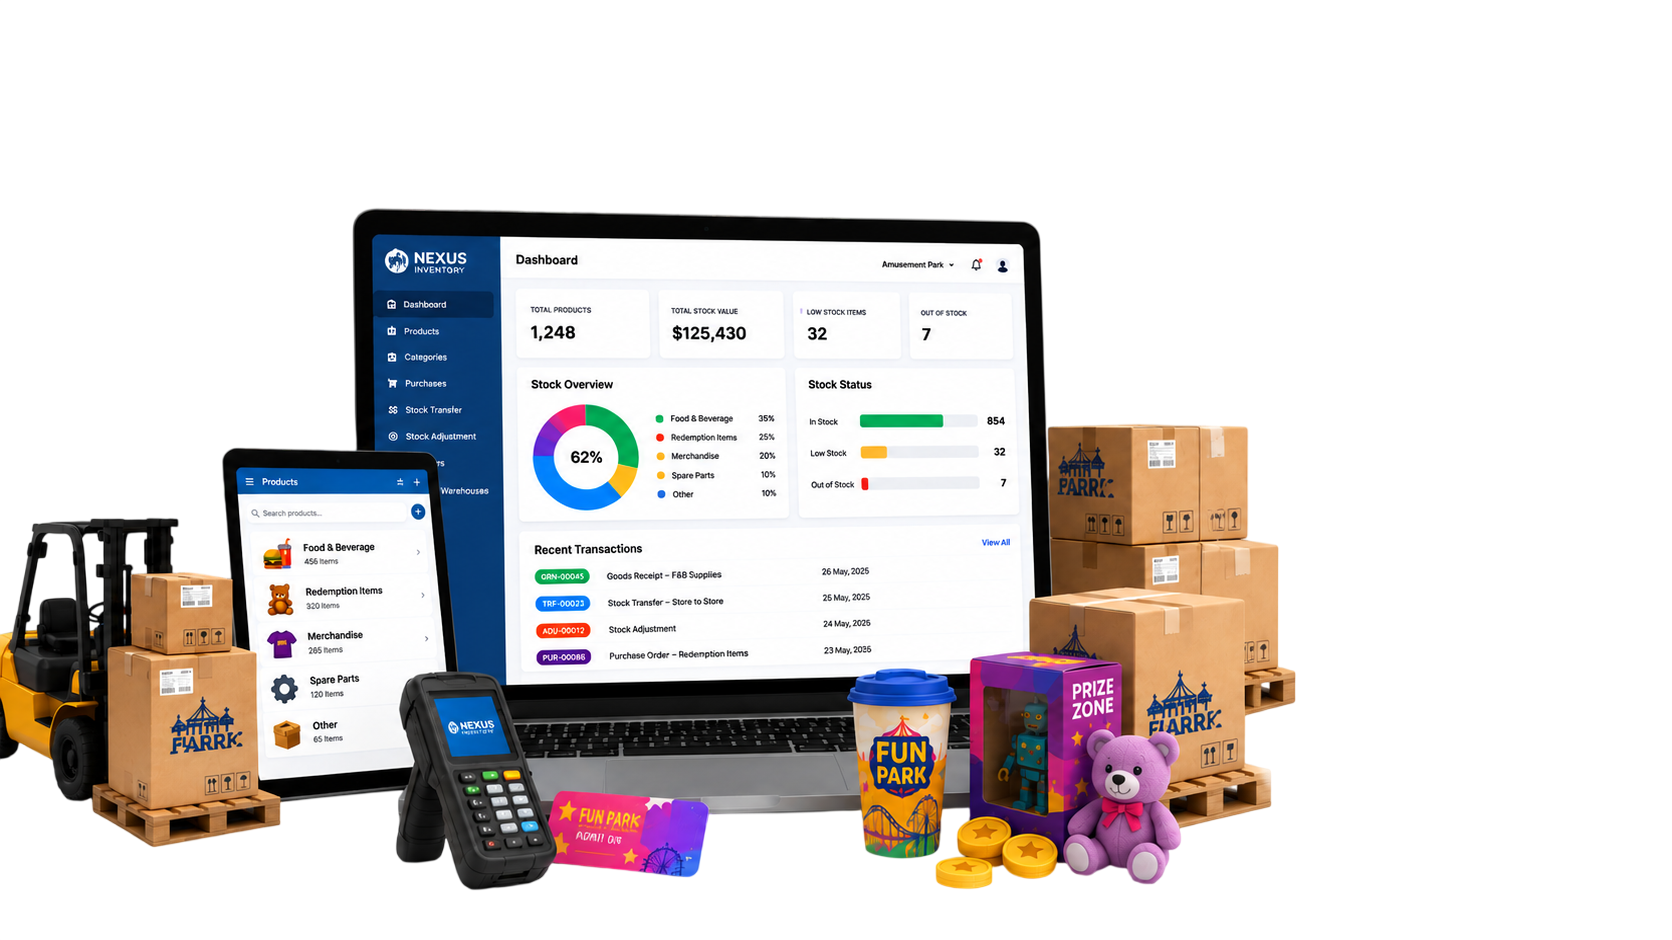 NEXUS
INVENTORY
Dashboard
Products
Categories
Purchases
Stock Transfer
Stock Adjustment
rs
Warehouses
Dashboard
Amusement Park
TOTAL PRODUCTS
1,248
TOTAL STOCK VALUE
$125,430
LOW STOCK ITEMS
32
OUT OF STOCK
7
Stock Overview
62%
Food & Beverage 35%
Redemption Items 25%
Merchandise 20%
Spare Parts 10%
Other 10%
Stock Status
In Stock 854
Low Stock 32
Out of Stock 7
Recent Transactions
View All
GRN-00045 Goods Receipt – F&B Supplies 26 May, 2025
TRF-00023 Stock Transfer – Store to Store 25 May, 2025
ADU-00012 Stock Adjustment 24 May, 2025
PUR-00086 Purchase Order – Redemption Items 23 May, 2025
Products
Search products...
Food & Beverage
456 Items
Redemption Items
320 Items
Merchandise
265 Items
Spare Parts
120 Items
Other
65 Items
NEXUS
FUN PARK
ADMIT
FUN
PARK
PRIZE
ZONE